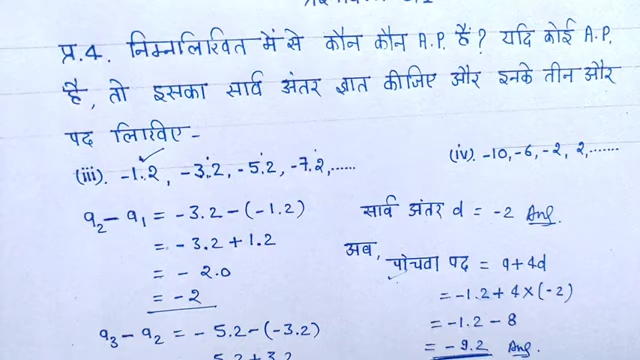 प्र.4. निम्नलिखित में से कौन कौन A.P. हैं? यदि कोई A.P.
है, तो इसका सार्व अंतर ज्ञात कीजिए और इनके तीन और
पद लिखिए -
(iii). -1.2, -3.2, -5.2, -7.2,......
(iv). -10, -6, -2, 2,.......
a₂ - a₁ = -3.2 - (-1.2)
= -3.2 + 1.2
= - 2.0
= -2
a₃ - a₂ = - 5.2 - (-3.2)
सार्व अंतर d = -2 Ans.
अब,
पांचवा पद = a + 4d
= -1.2 + 4 × (-2)
= -1.2 - 8
= -9.2 Ans.